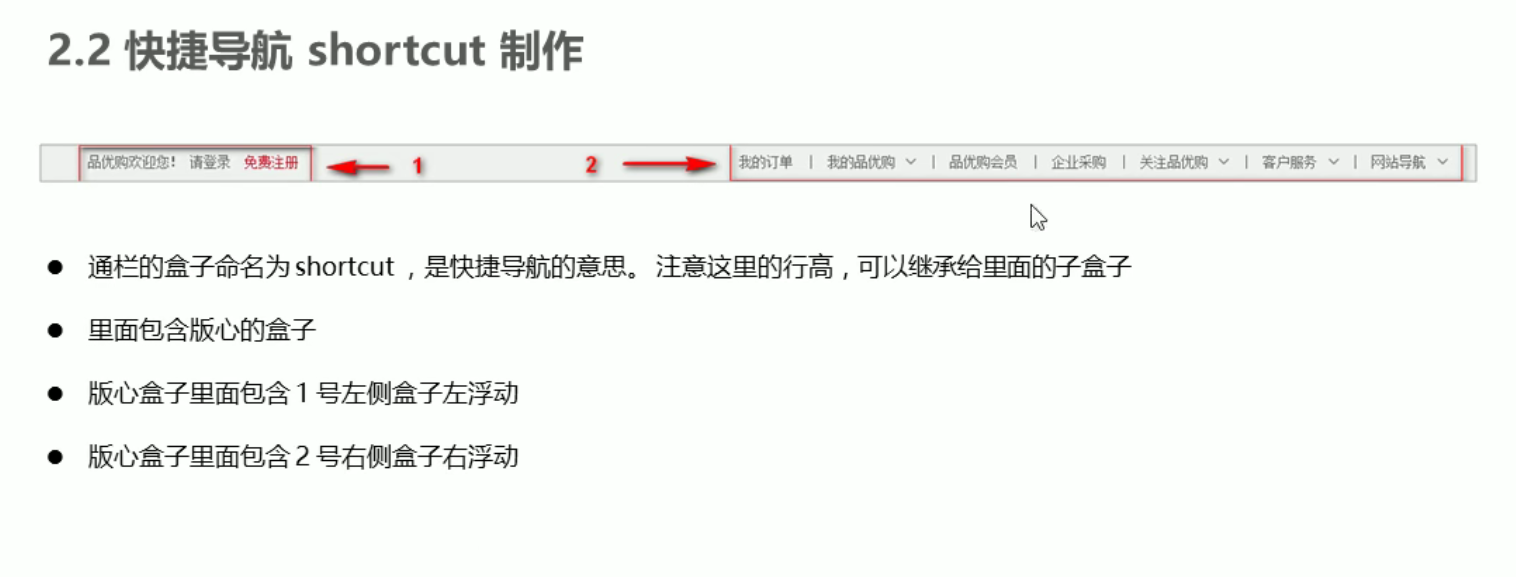 2.2 快捷导航 shortcut 制作
品优购欢迎您! 请登录 免费注册 1 2 我的订单 | 我的品优购 | 品优购会员 | 企业采购 | 关注品优购 | 客户服务 | 网站导航
● 通栏的盒子命名为 shortcut ，是快捷导航的意思。 注意这里的行高，可以继承给里面的子盒子
● 里面包含版心的盒子
● 版心盒子里面包含 1 号左侧盒子左浮动
● 版心盒子里面包含 2 号右侧盒子右浮动